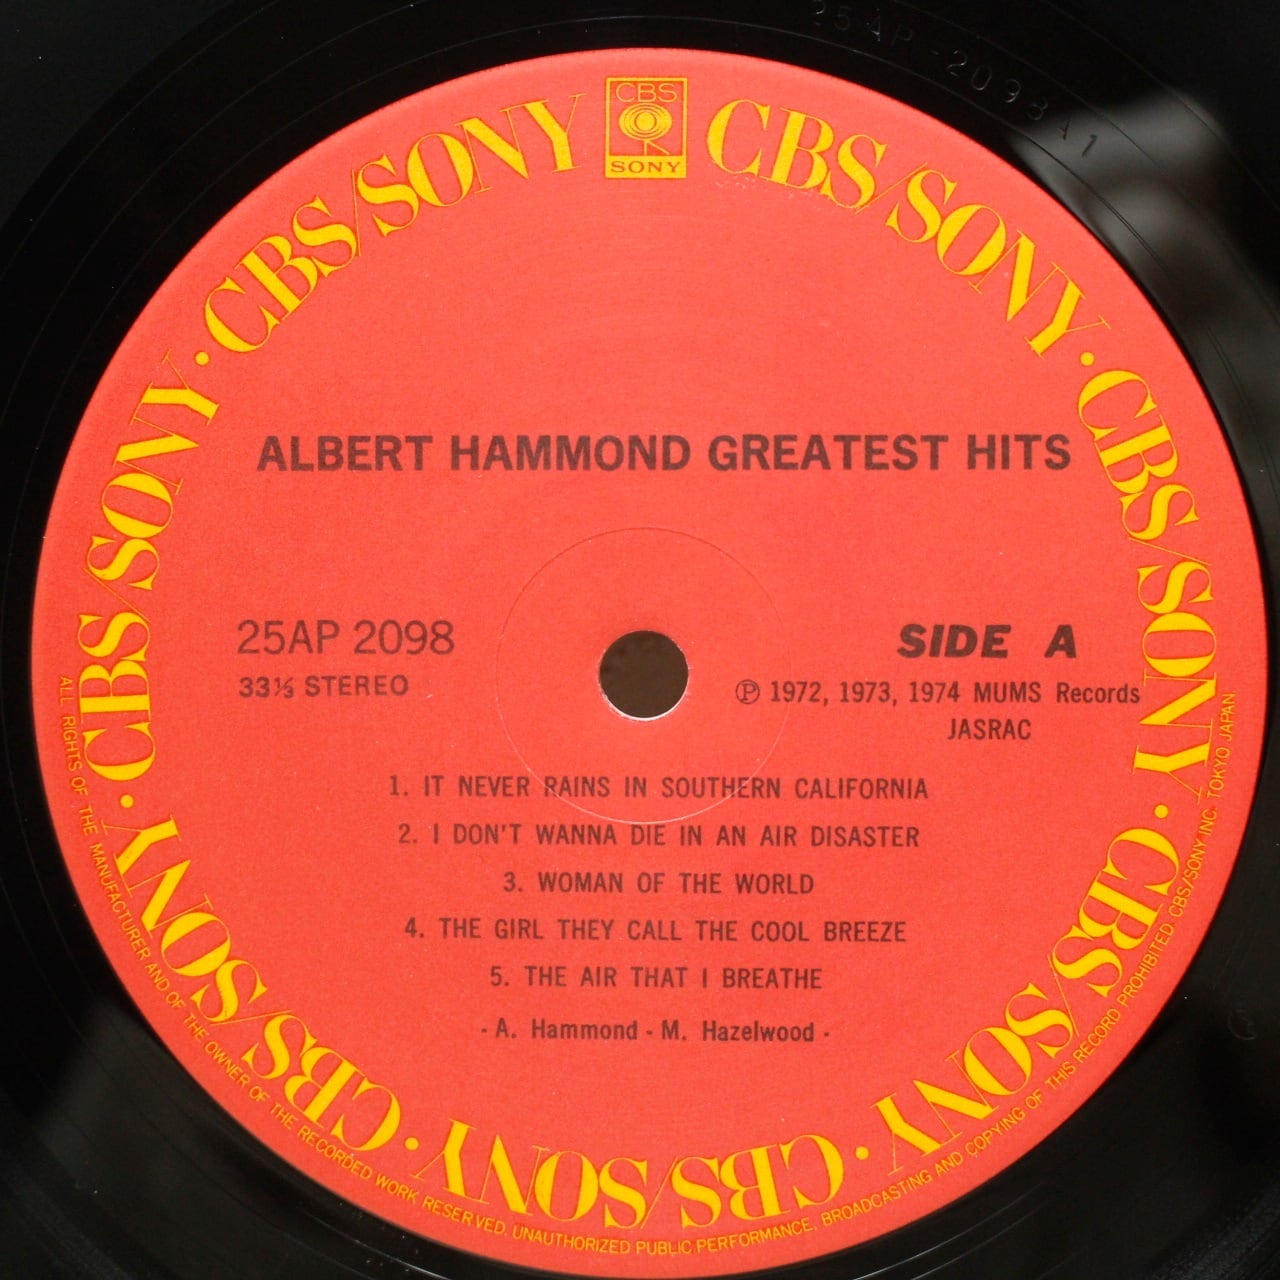 25AP-2098A1
CBS
SONY
CBS/SONY · CBS/SONY · CBS/SONY · CBS/SONY · CBS/SONY · CBS/SONY · CBS/SONY
ALBERT HAMMOND GREATEST HITS
25AP 2098
SIDE A
33⅓ STEREO
Ⓟ 1972, 1973, 1974 MUMS Records
JASRAC
1. IT NEVER RAINS IN SOUTHERN CALIFORNIA
2. I DON'T WANNA DIE IN AN AIR DISASTER
3. WOMAN OF THE WORLD
4. THE GIRL THEY CALL THE COOL BREEZE
5. THE AIR THAT I BREATHE
- A. Hammond - M. Hazelwood -
ALL RIGHTS OF THE MANUFACTURER AND OF THE OWNER OF THE RECORDED WORK RESERVED. UNAUTHORIZED PUBLIC PERFORMANCE, BROADCASTING AND COPYING OF THIS RECORD PROHIBITED. CBS/SONY INC. TOKYO JAPAN